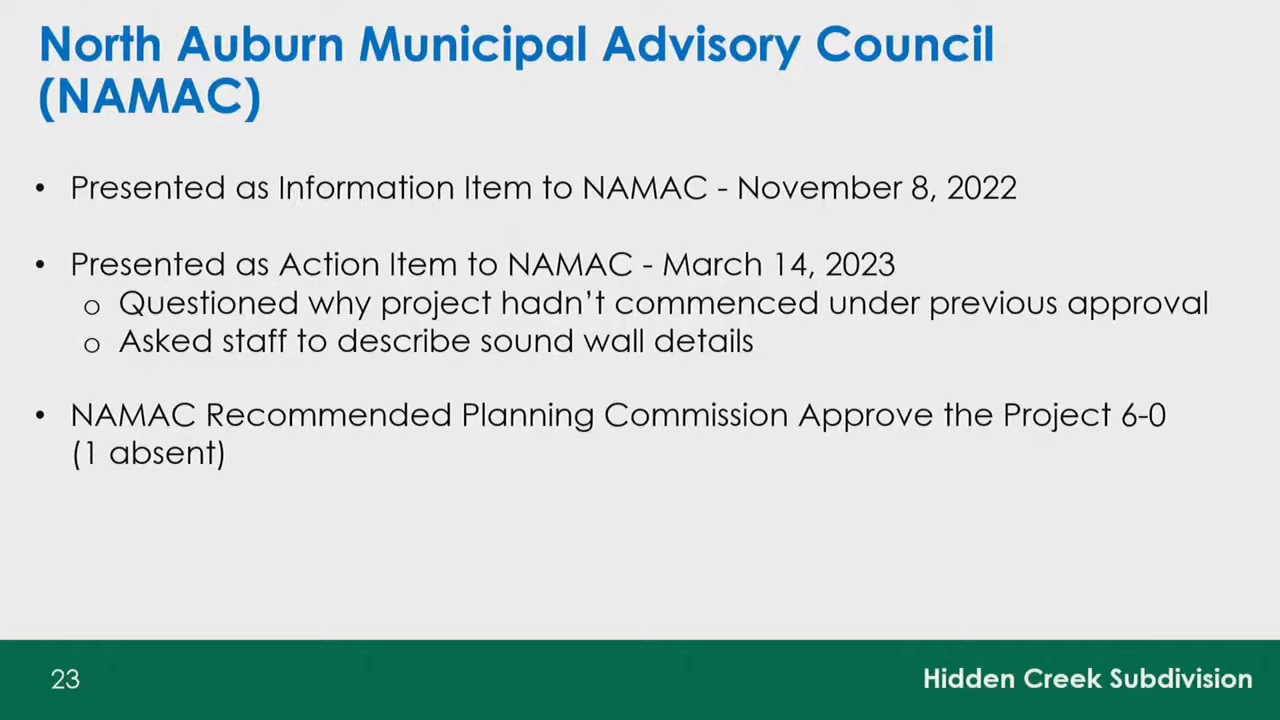 North Auburn Municipal Advisory Council
(NAMAC)
• Presented as Information Item to NAMAC - November 8, 2022
• Presented as Action Item to NAMAC - March 14, 2023
o Questioned why project hadn't commenced under previous approval
o Asked staff to describe sound wall details
• NAMAC Recommended Planning Commission Approve the Project 6-0
(1 absent)
23
Hidden Creek Subdivision